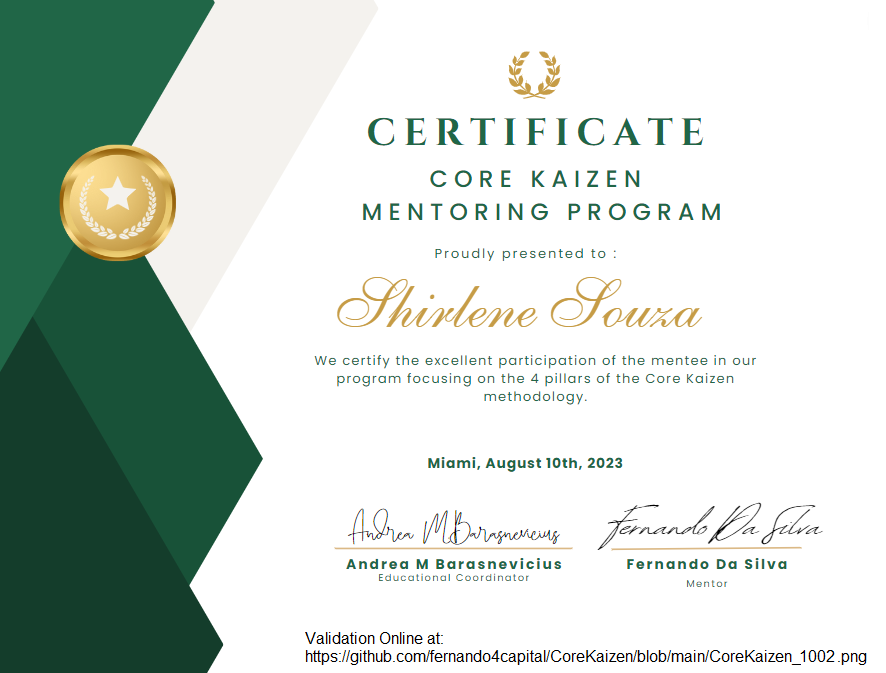 CERTIFICATE
CORE KAIZEN
MENTORING PROGRAM
Proudly presented to :
Shirlene Souza
We certify the excellent participation of the mentee in our
program focusing on the 4 pillars of the Core Kaizen
methodology.
Miami, August 10th, 2023
Andrea M Barasnevicius
Fernando Da Silva
Andrea M Barasnevicius
Educational Coordinator
Fernando Da Silva
Mentor
Validation Online at:
https://github.com/fernando4capital/CoreKaizen/blob/main/CoreKaizen_1002.png